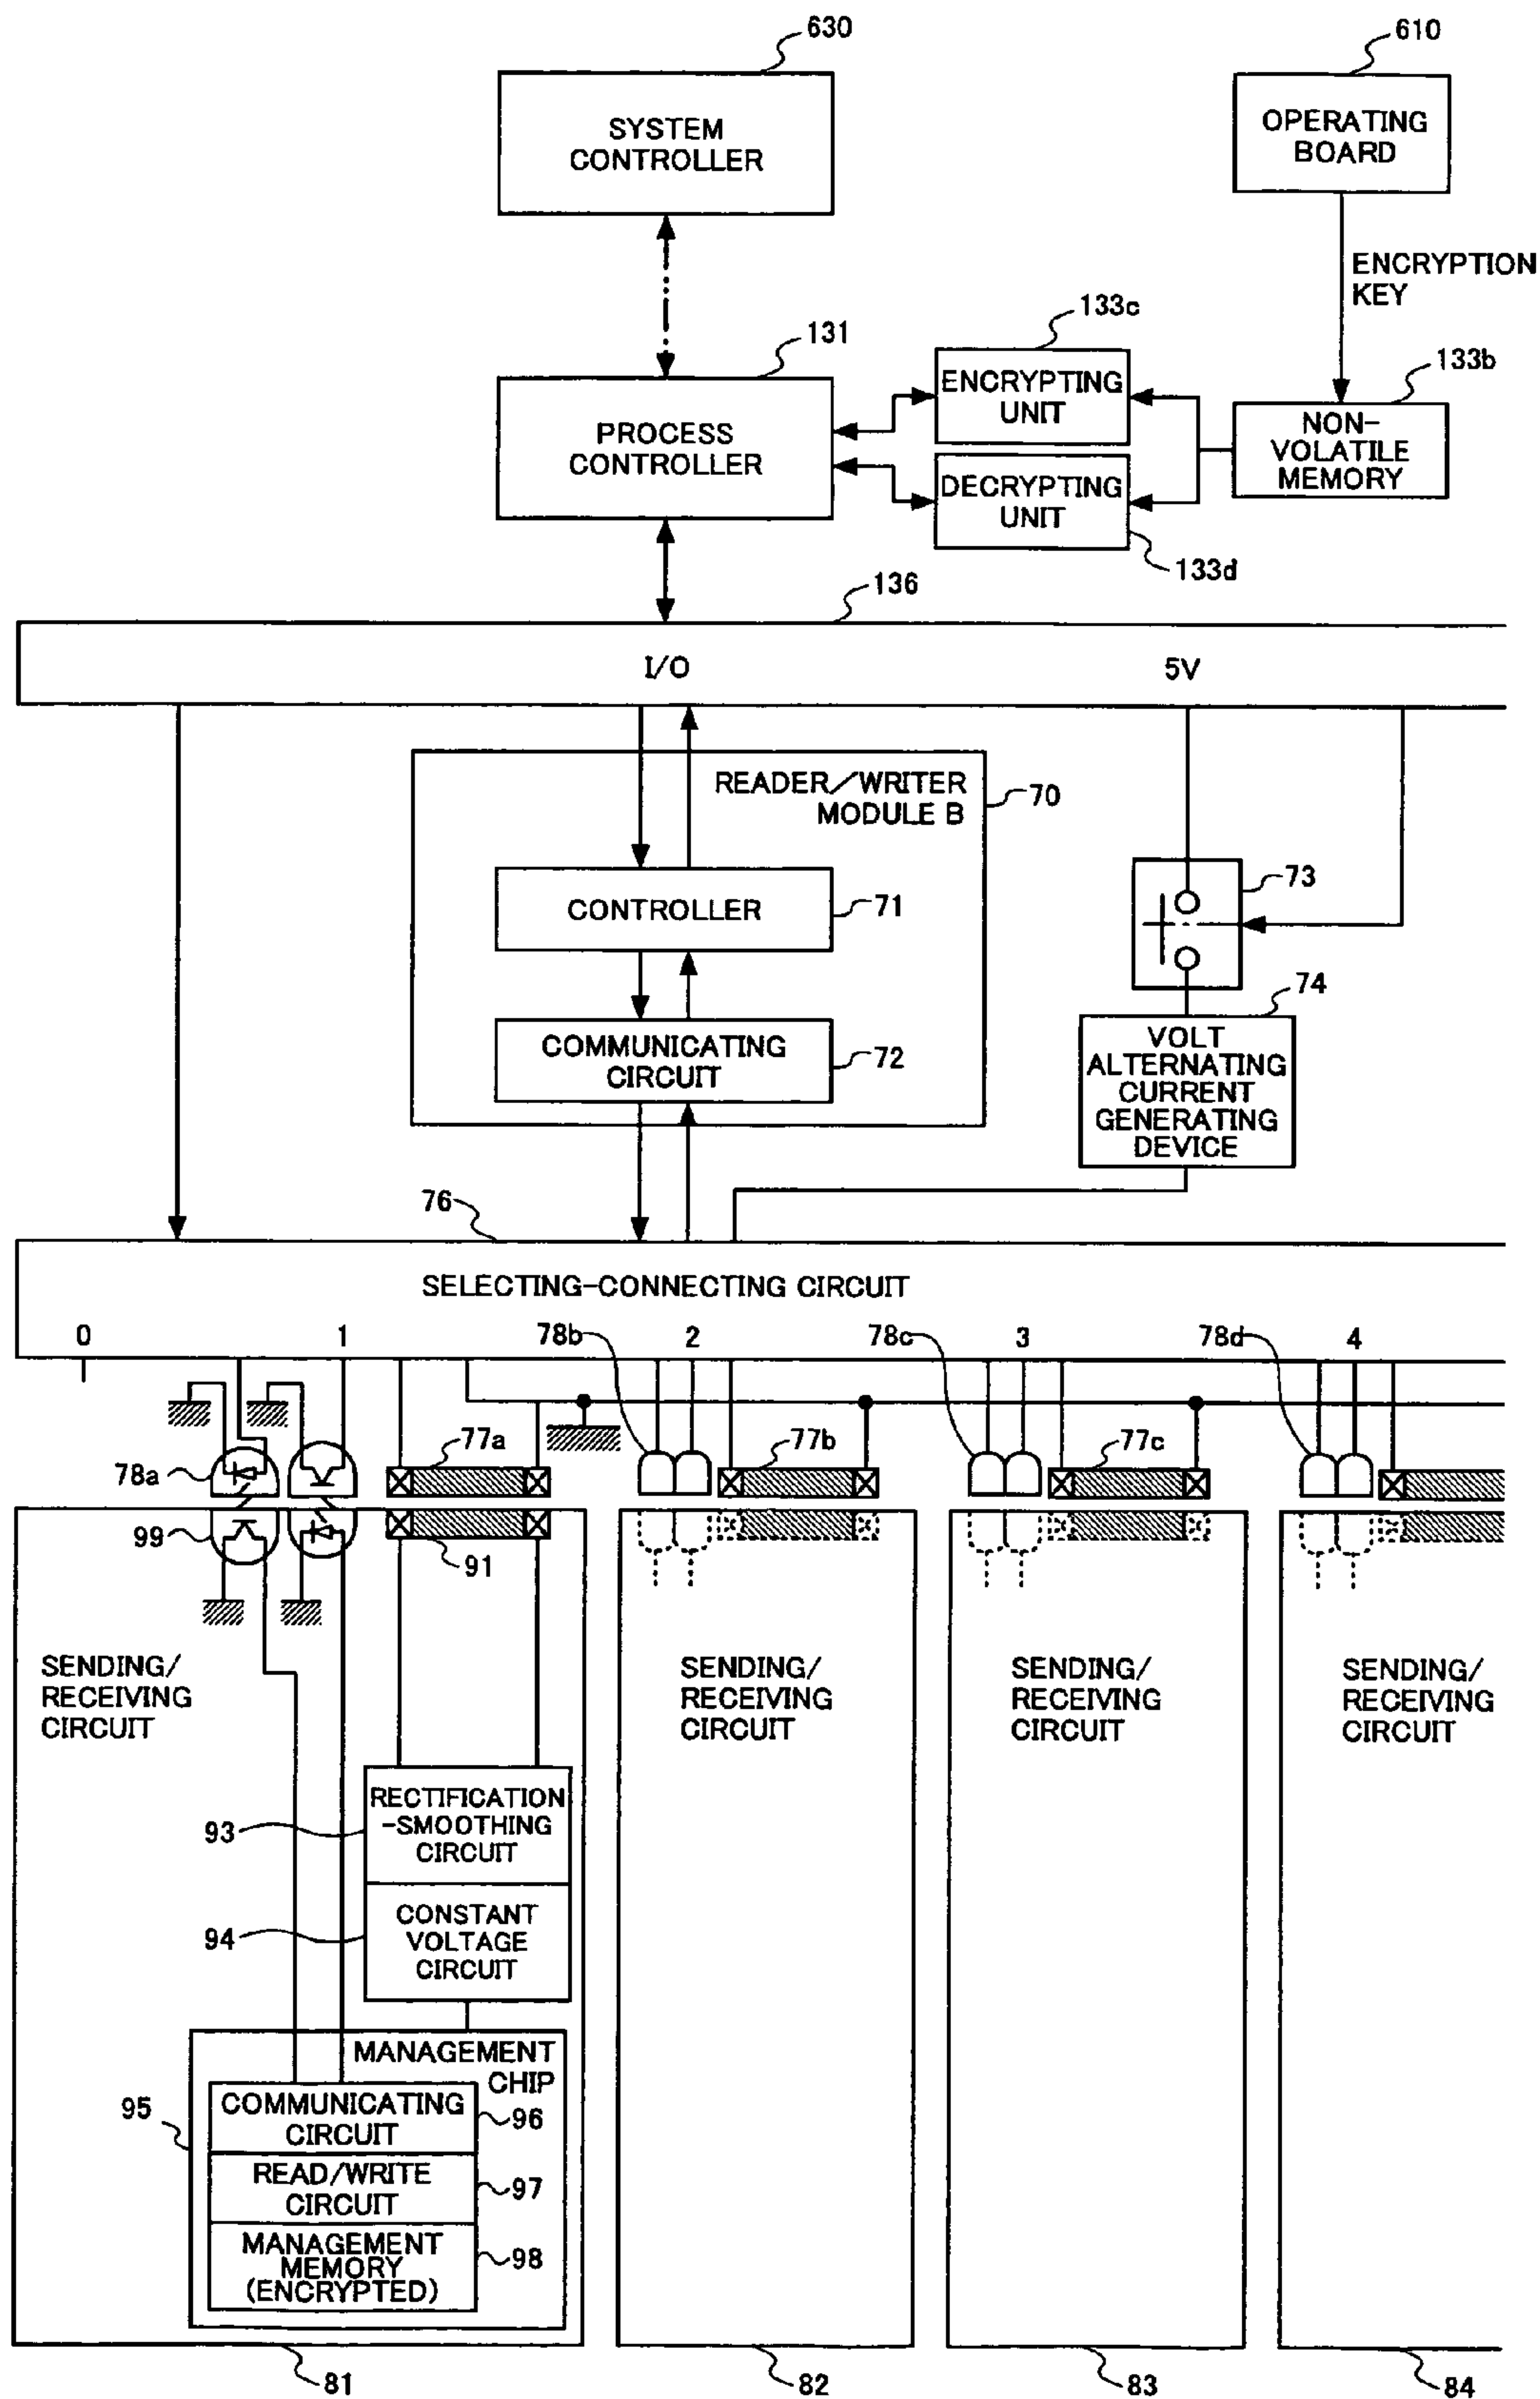 630
610
SYSTEM
CONTROLLER
OPERATING
BOARD
ENCRYPTION
KEY
131
133c
133b
PROCESS
CONTROLLER
ENCRYPTING
UNIT
NON-
VOLATILE
MEMORY
DECRYPTING
UNIT
133d
136
I/O
5V
READER/WRITER
MODULE B
70
73
CONTROLLER
71
74
COMMUNICATING
CIRCUIT
72
VOLT
ALTERNATING
CURRENT
GENERATING
DEVICE
76
SELECTING-CONNECTING CIRCUIT
0
1
78b
2
78c
3
78d
4
78a
77a
77b
77c
99
91
SENDING/
RECEIVING
CIRCUIT
SENDING/
RECEIVING
CIRCUIT
SENDING/
RECEIVING
CIRCUIT
SENDING/
RECEIVING
CIRCUIT
93
RECTIFICATION
-SMOOTHING
CIRCUIT
94
CONSTANT
VOLTAGE
CIRCUIT
MANAGEMENT
CHIP
95
COMMUNICATING
CIRCUIT
96
READ/WRITE
CIRCUIT
97
MANAGEMENT
MEMORY
(ENCRYPTED)
98
81
82
83
84